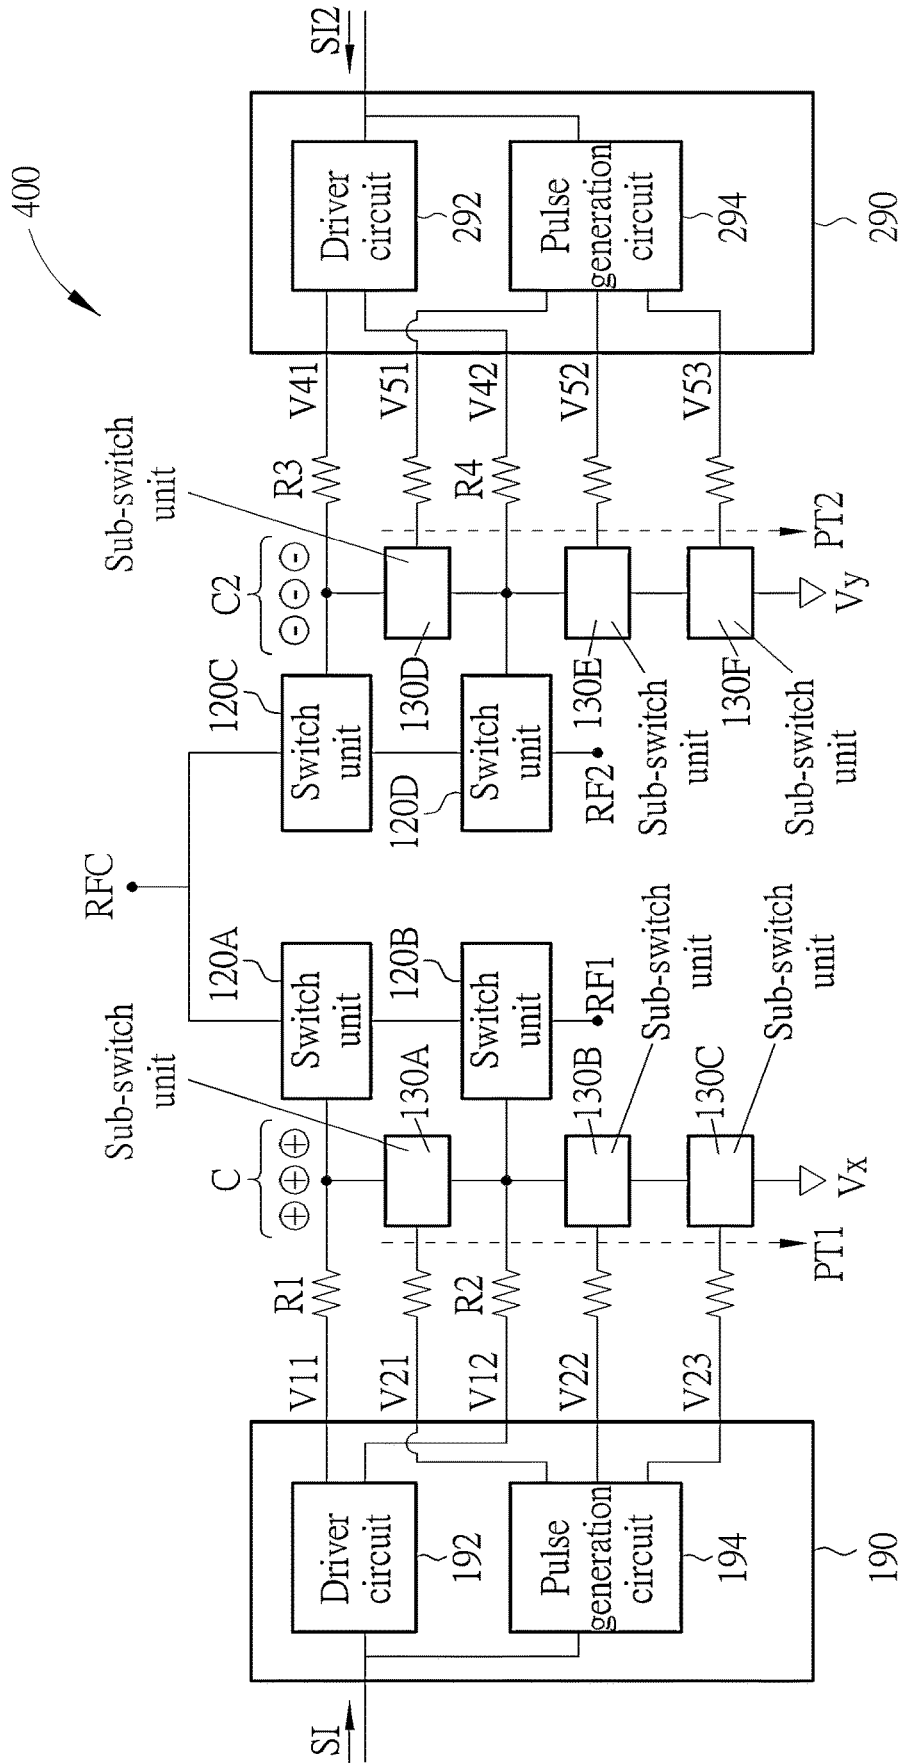 400
RFC
SI
Driver
circuit
192
Pulse
generation
circuit
194
190
V11
V21
V12
V22
V23
R1
R2
C
+ + +
Sub-switch
unit
130A
130B
Sub-switch
unit
130C
Sub-switch
unit
PT1
Vx
120A
Switch
unit
120B
Switch
unit
RF1
120C
Switch
unit
120D
Switch
unit
RF2
C2
- - -
Sub-switch
unit
130D
130E
Sub-switch
unit
130F
Sub-switch
unit
PT2
Vy
R3
R4
V41
V51
V42
V52
V53
Driver
circuit
292
Pulse
generation
circuit
294
290
SI2